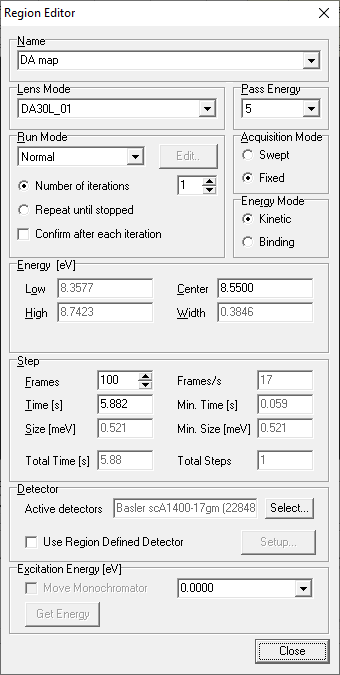 Region Editor
Name
DA map
Lens Mode
DA30L_01
Pass Energy
5
Run Mode
Normal
Edit..
Number of iterations
1
Repeat until stopped
Confirm after each iteration
Acquisition Mode
Swept
Fixed
Energy Mode
Kinetic
Binding
Energy [eV]
Low 8.3577 Center 8.5500
High 8.7423 Width 0.3846
Step
Frames 100 Frames/s 17
Time [s] 5.882 Min. Time [s] 0.059
Size [meV] 0.521 Min. Size [meV] 0.521
Total Time [s] 5.88 Total Steps 1
Detector
Active detectors Basler scA1400-17gm (22848 Select...
Use Region Defined Detector Setup...
Excitation Energy [eV]
Move Monochromator 0.0000
Get Energy
Close